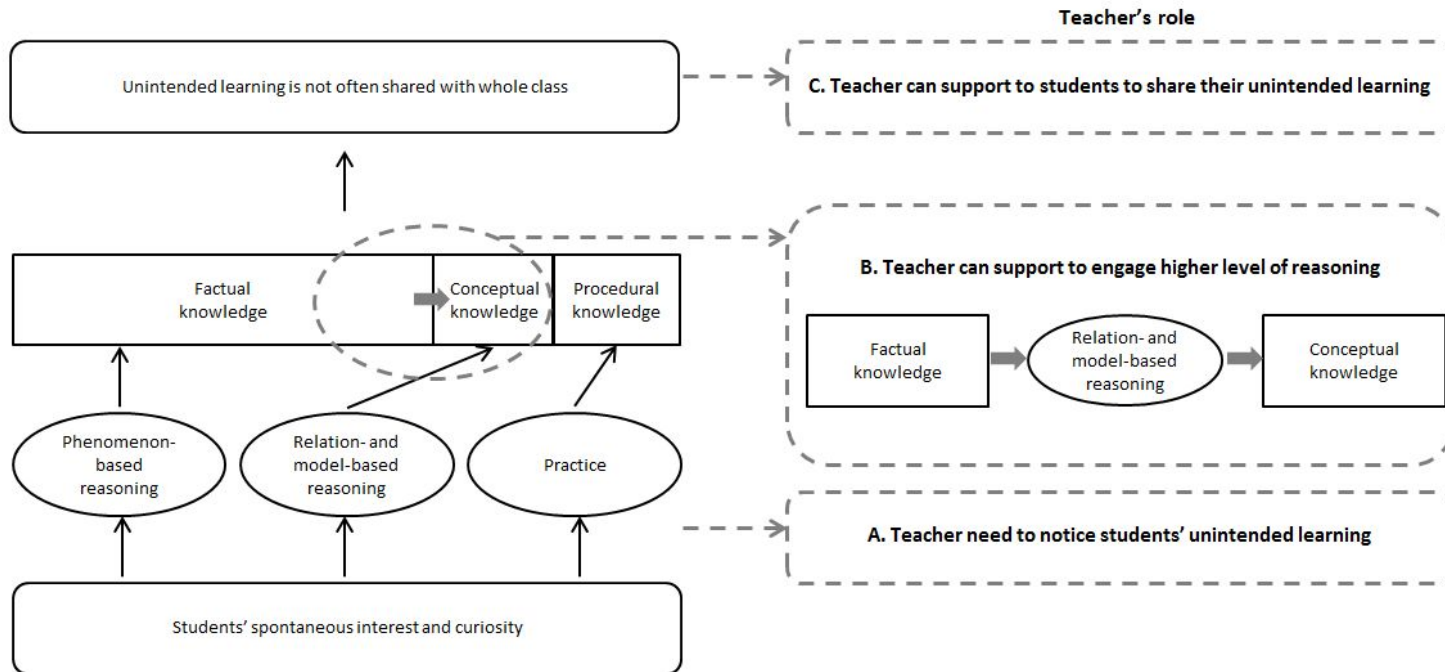 Teacher's role
Unintended learning is not often shared with whole class
C. Teacher can support to students to share their unintended learning
Factual
knowledge
Conceptual
knowledge
Procedural
knowledge
B. Teacher can support to engage higher level of reasoning
Factual
knowledge
Relation- and
model-based
reasoning
Conceptual
knowledge
Phenomenon-
based
reasoning
Relation- and
model-based
reasoning
Practice
A. Teacher need to notice students' unintended learning
Students' spontaneous interest and curiosity